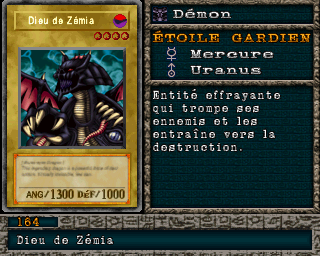 Dieu de Zémia
ANG/1300 DÉF/1000
Démon
ÉTOILE GARDIEN
Mercure
Uranus
Entité effrayante
qui trompe ses
ennemis et les
entraîne vers la
destruction.
164
Dieu de Zémia